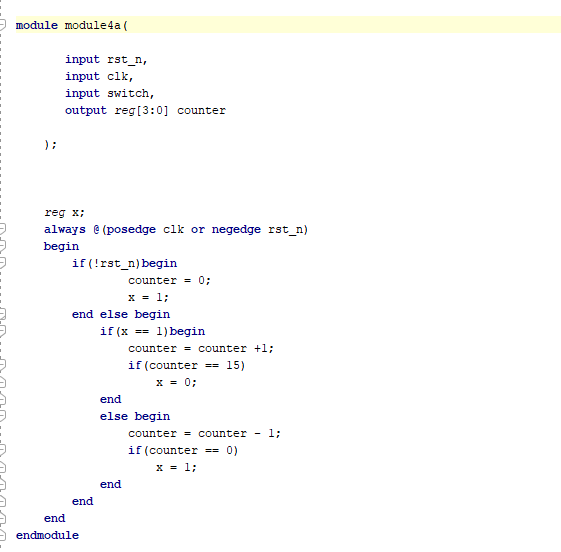 module module4a(
input rst_n,
input clk,
input switch,
output reg[3:0] counter
);
reg x;
always @(posedge clk or negedge rst_n)
begin
if(!rst_n)begin
counter = 0;
x = 1;
end else begin
if(x == 1)begin
counter = counter +1;
if(counter == 15)
x = 0;
end
else begin
counter = counter - 1;
if(counter == 0)
x = 1;
end
end
end
endmodule